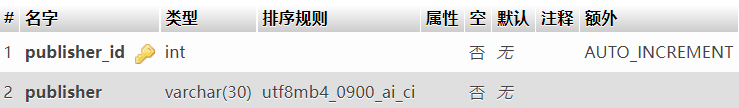 # 名字 类型 排序规则 属性 空 默认 注释 额外
1 publisher_id int 否 无 AUTO_INCREMENT
2 publisher varchar(30) utf8mb4_0900_ai_ci 否 无